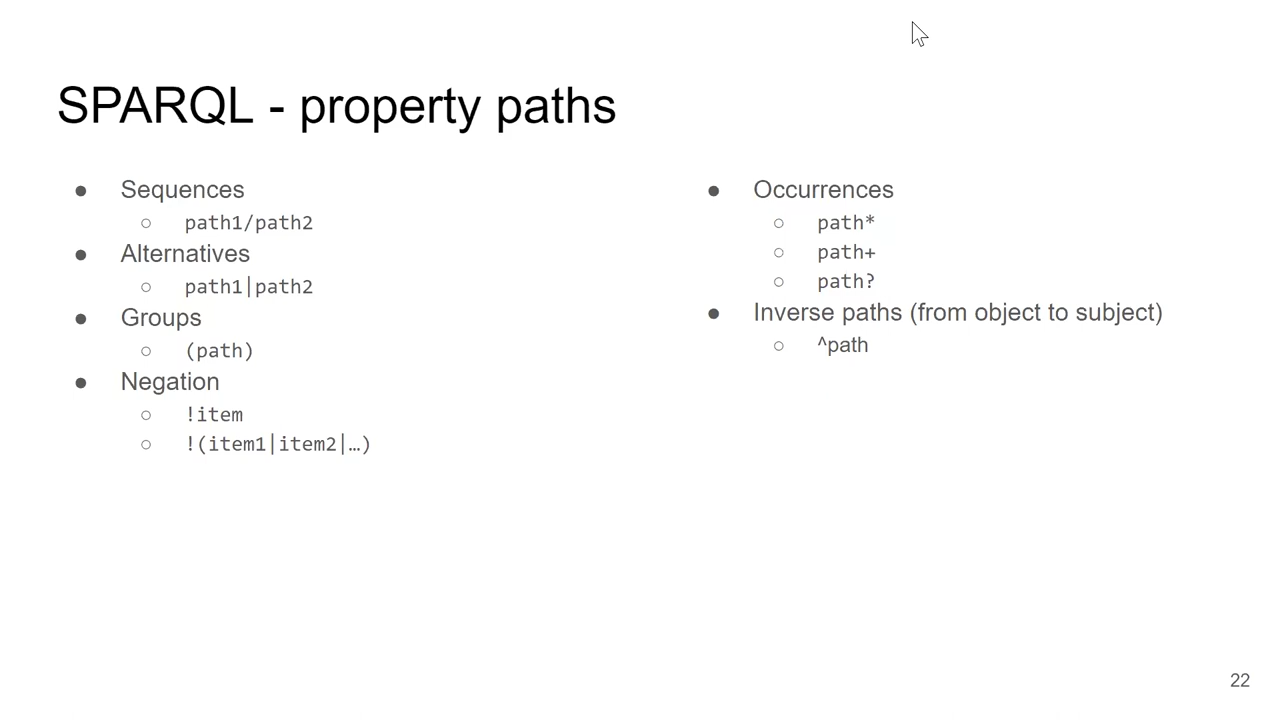 SPARQL - property paths
● Sequences
○ path1/path2
● Alternatives
○ path1|path2
● Groups
○ (path)
● Negation
○ !item
○ !(item1|item2|…)
● Occurrences
○ path*
○ path+
○ path?
● Inverse paths (from object to subject)
○ ^path
22